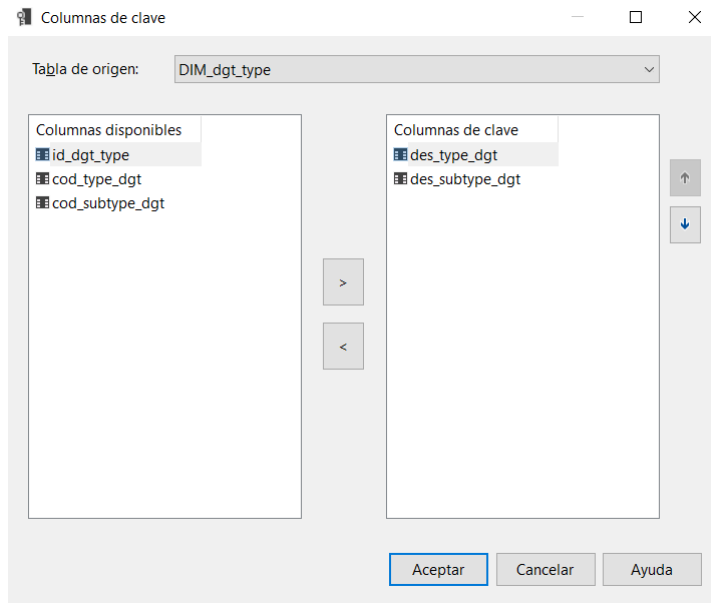 Columnas de clave
Tabla de origen:
DIM_dgt_type
Columnas disponibles
id_dgt_type
cod_type_dgt
cod_subtype_dgt
>
<
Columnas de clave
des_type_dgt
des_subtype_dgt
Aceptar
Cancelar
Ayuda